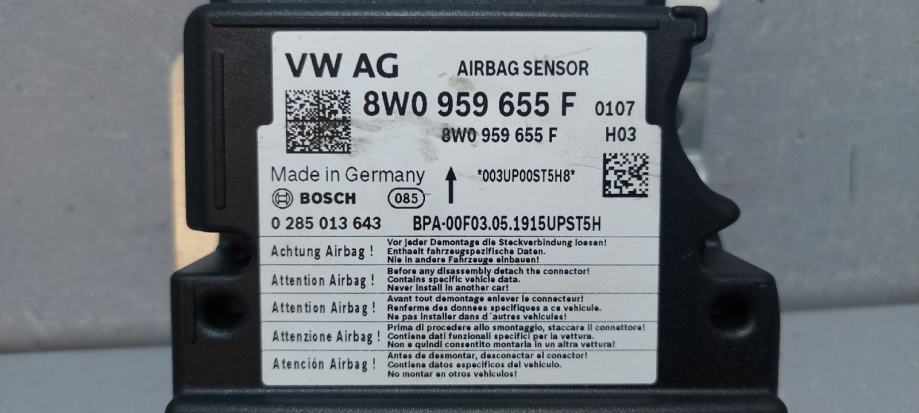 VW AG AIRBAG SENSOR
8W0 959 655 F 0107
8W0 959 655 F H03
Made in Germany *003UP00ST5H8*
BOSCH 085
0 285 013 643 BPA-00F03.05.1915UPST5H
Achtung Airbag !
Vor jeder Demontage die Steckverbindung loesen!
Enthaelt fahrzeugspezifische Daten.
Nie in andere Fahrzeuge einbauen!
Attention Airbag !
Before any disassembly detach the connector!
Contains specific vehicle data.
Never install in another car!
Attention Airbag !
Avant tout demontage enlever le connecteur!
Renferme des données specifiques a ce vehicule.
Ne pas installer dans d´autres vehicules!
Attenzione Airbag !
Prima di procedere allo smontaggio, staccare il connettore!
Contiene dati funzionali specifici per la vettura.
Non e quindi consentito montarla in un altra vettura!
Atención Airbag !
Antes de desmontar, desconectar el conector!
Contiene datos especificos del vehiculo.
No montar en otros vehiculos!